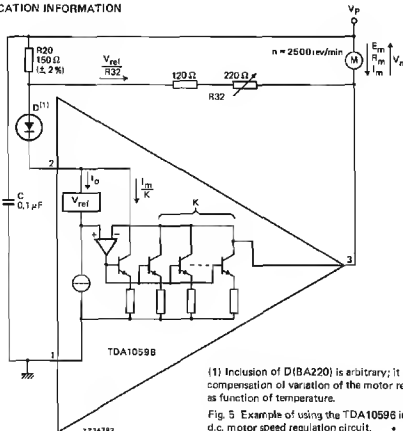 CATION INFORMATION
VP
R20
150 Ω
(± 2%)
Vref
R32
120Ω
220Ω
R32
n = 2500 rev/min
M
Em
Rm
Im
D(1)
2
Io
Im
K
K
Vref
C
0,1 µF
+
−
3
1
TDA1059B
(1) Inclusion of D(BA220) is arbitrary; it
compensation of variation of the motor re
as function of temperature.
Fig. 5 Example of using the TDA1059B in
d.c. motor speed regulation circuit.